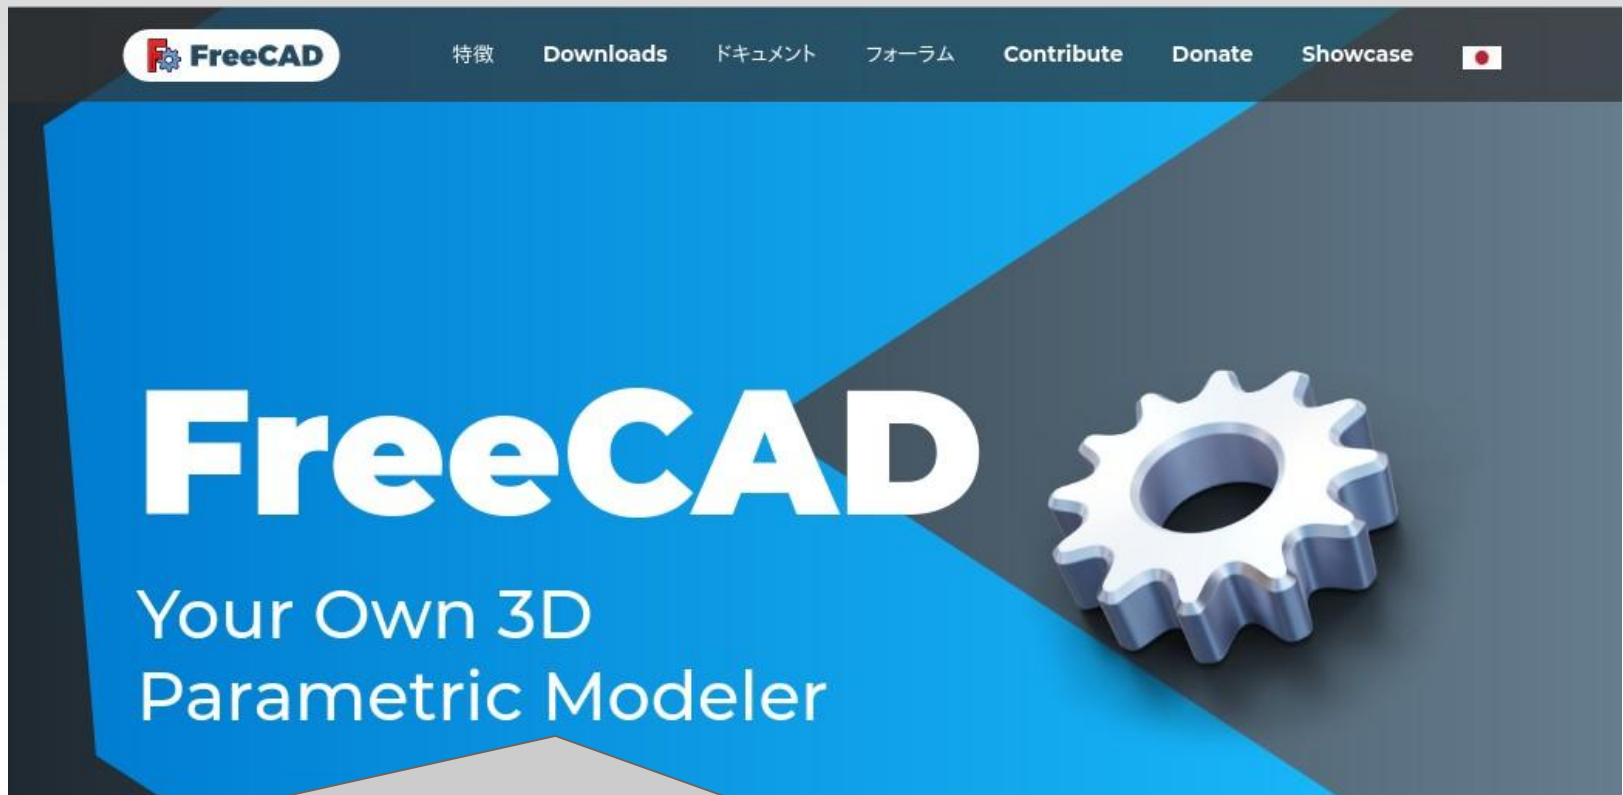 FreeCAD
特徴 Downloads ドキュメント フォーラム Contribute Donate Showcase
FreeCAD
Your Own 3D
Parametric Modeler